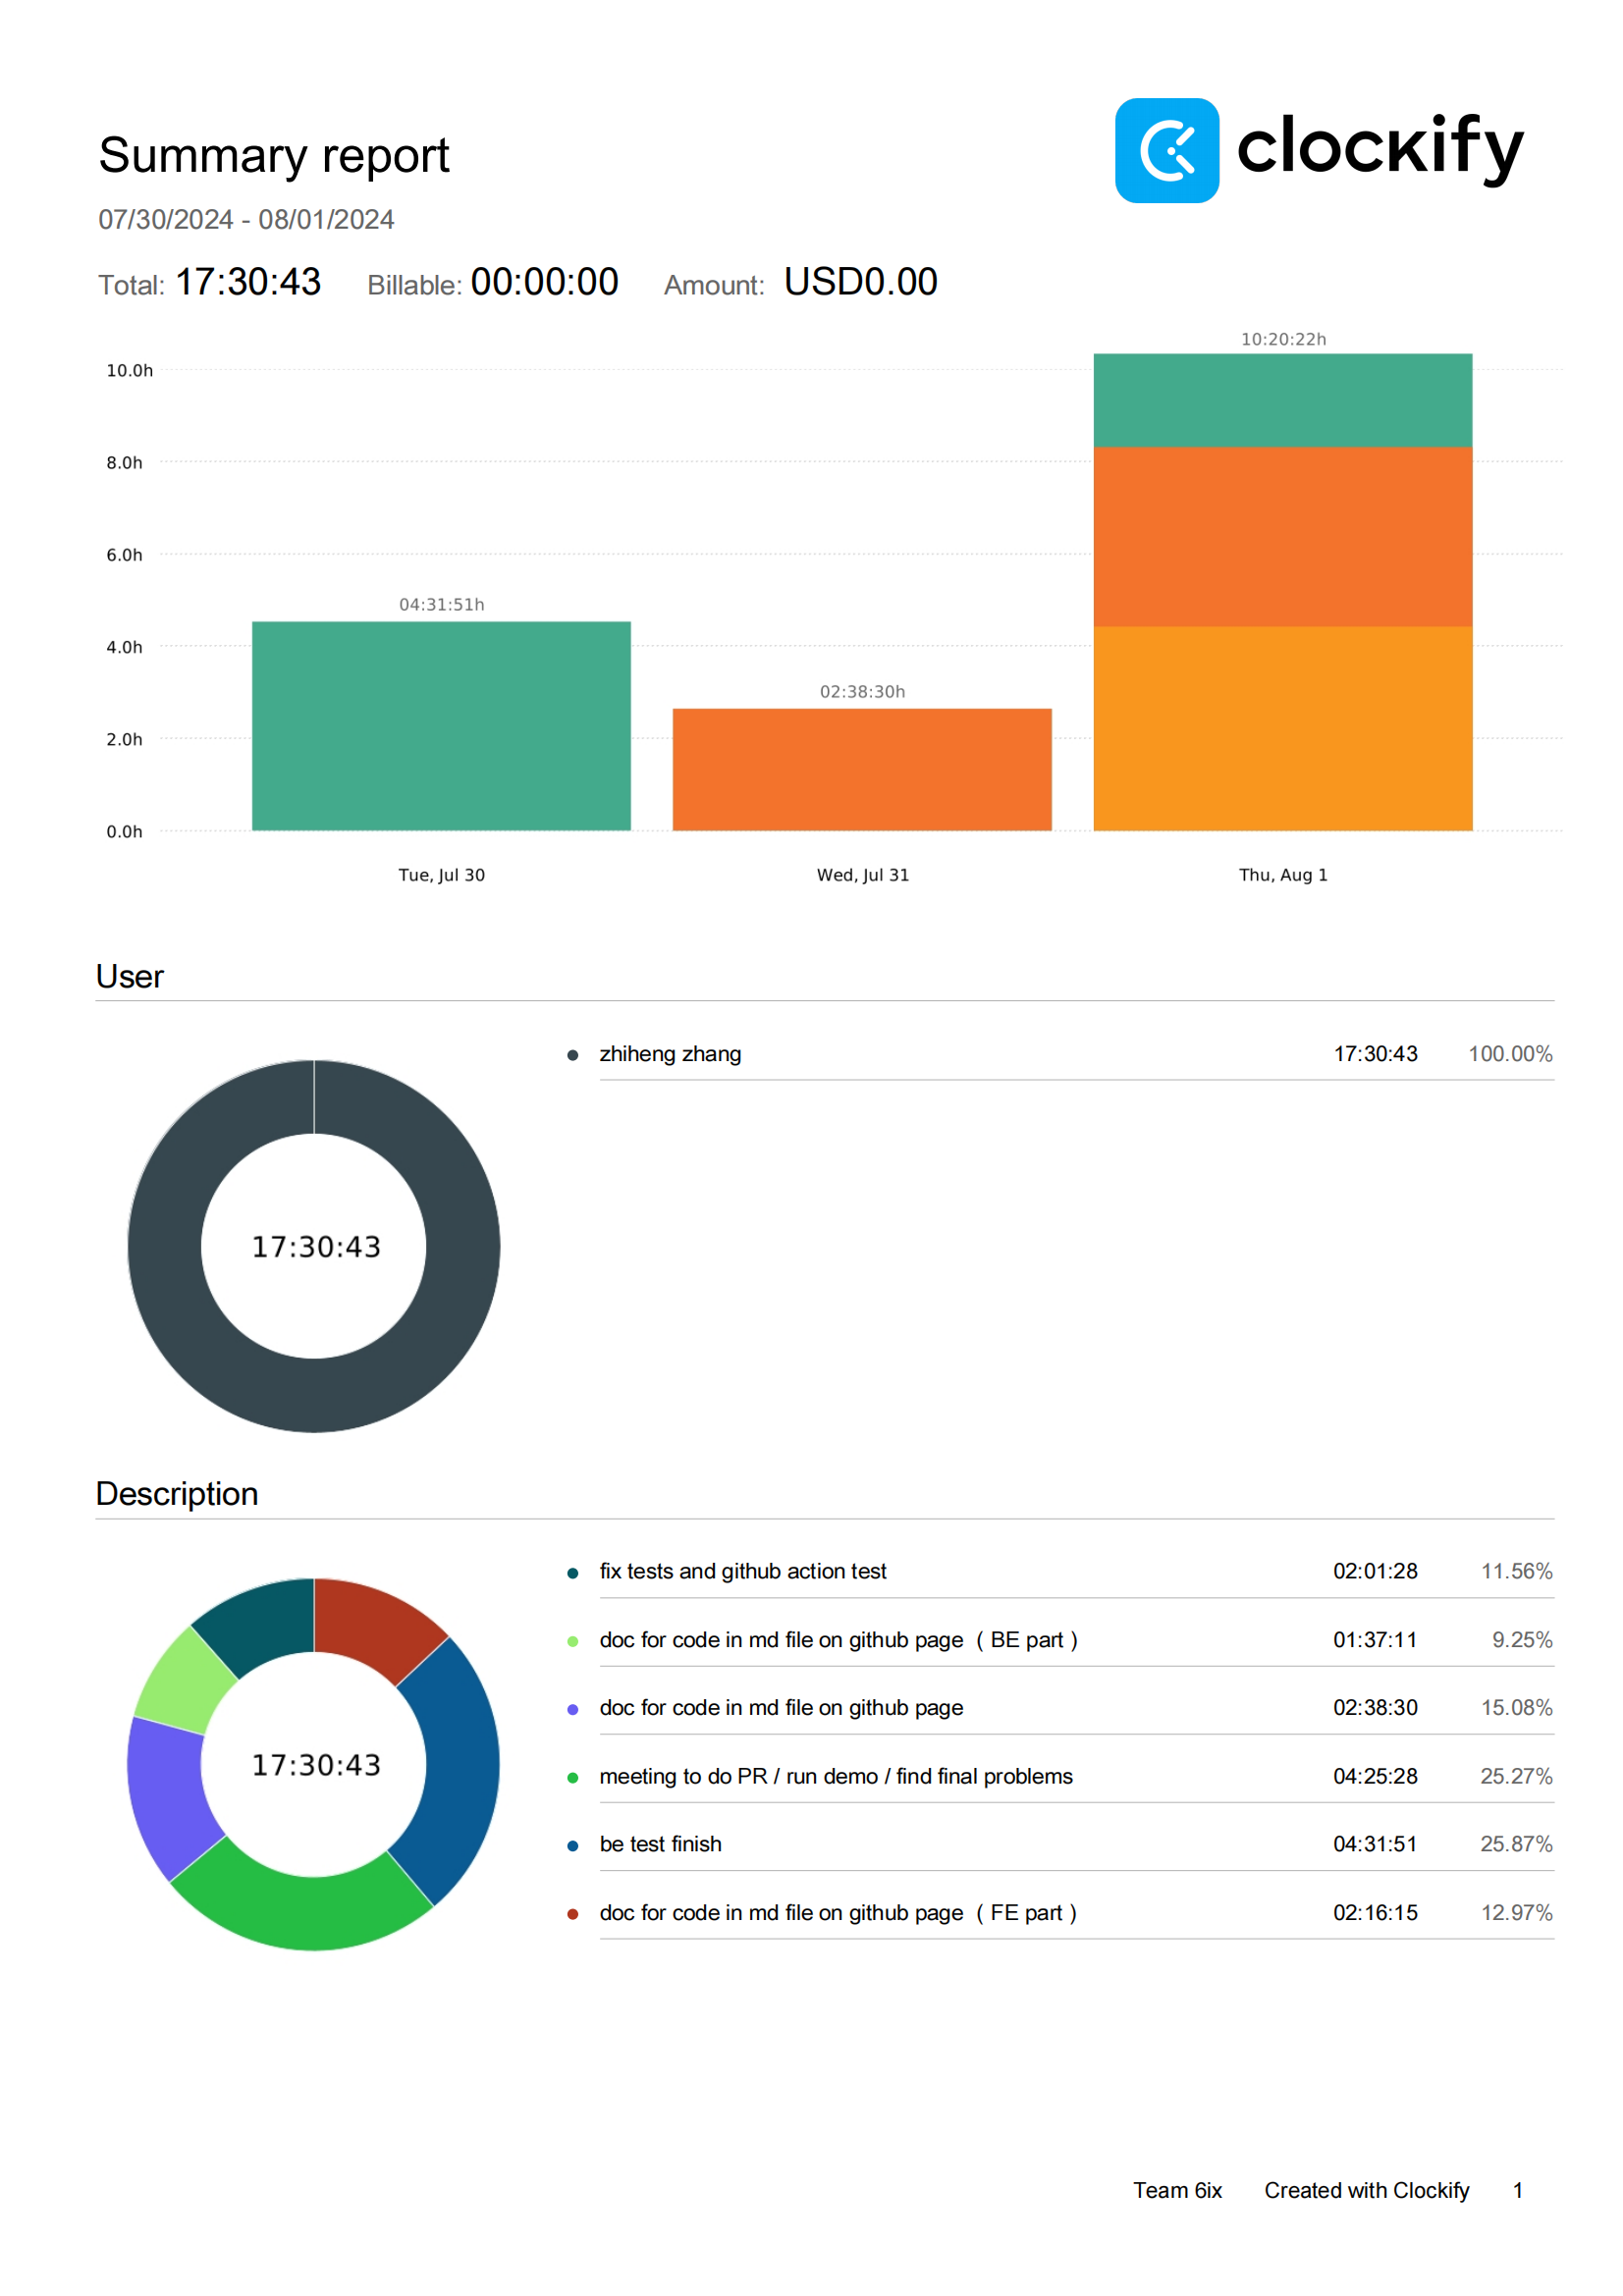 Summary report
clockify
07/30/2024 - 08/01/2024
Total: 17:30:43 Billable: 00:00:00 Amount: USD0.00
10:20:22h
10.0h
8.0h
6.0h
04:31:51h
4.0h
02:38:30h
2.0h
0.0h
Tue, Jul 30 Wed, Jul 31 Thu, Aug 1
User
zhiheng zhang 17:30:43 100.00%
17:30:43
Description
fix tests and github action test 02:01:28 11.56%
doc for code in md file on github page ( BE part ) 01:37:11 9.25%
doc for code in md file on github page 02:38:30 15.08%
17:30:43
meeting to do PR / run demo / find final problems 04:25:28 25.27%
be test finish 04:31:51 25.87%
doc for code in md file on github page ( FE part ) 02:16:15 12.97%
Team 6ix Created with Clockify 1